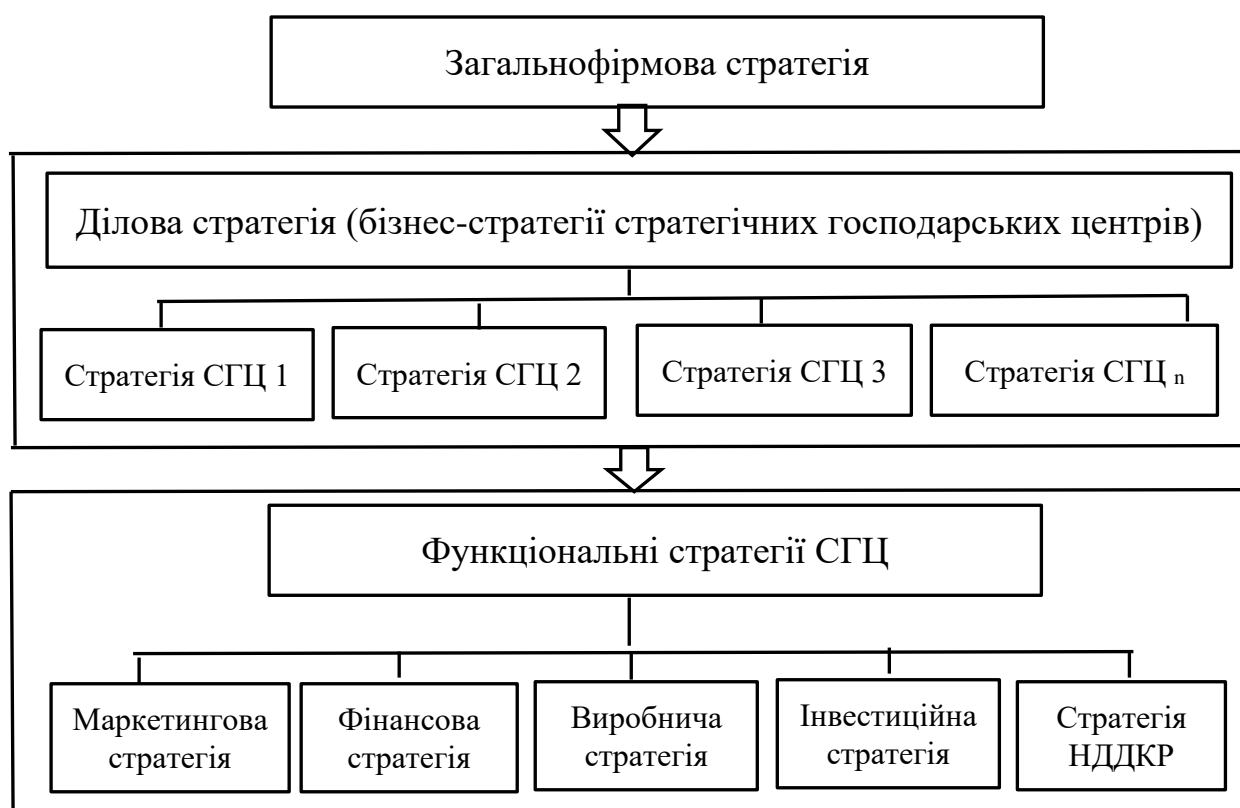 Загальнофірмова стратегія
Ділова стратегія (бізнес-стратегії стратегічних господарських центрів)
Стратегія СГЦ 1
Стратегія СГЦ 2
Стратегія СГЦ 3
Стратегія СГЦ n
Функціональні стратегії СГЦ
Маркетингова
стратегія
Фінансова
стратегія
Виробнича
стратегія
Інвестиційна
стратегія
Стратегія
НДДКР